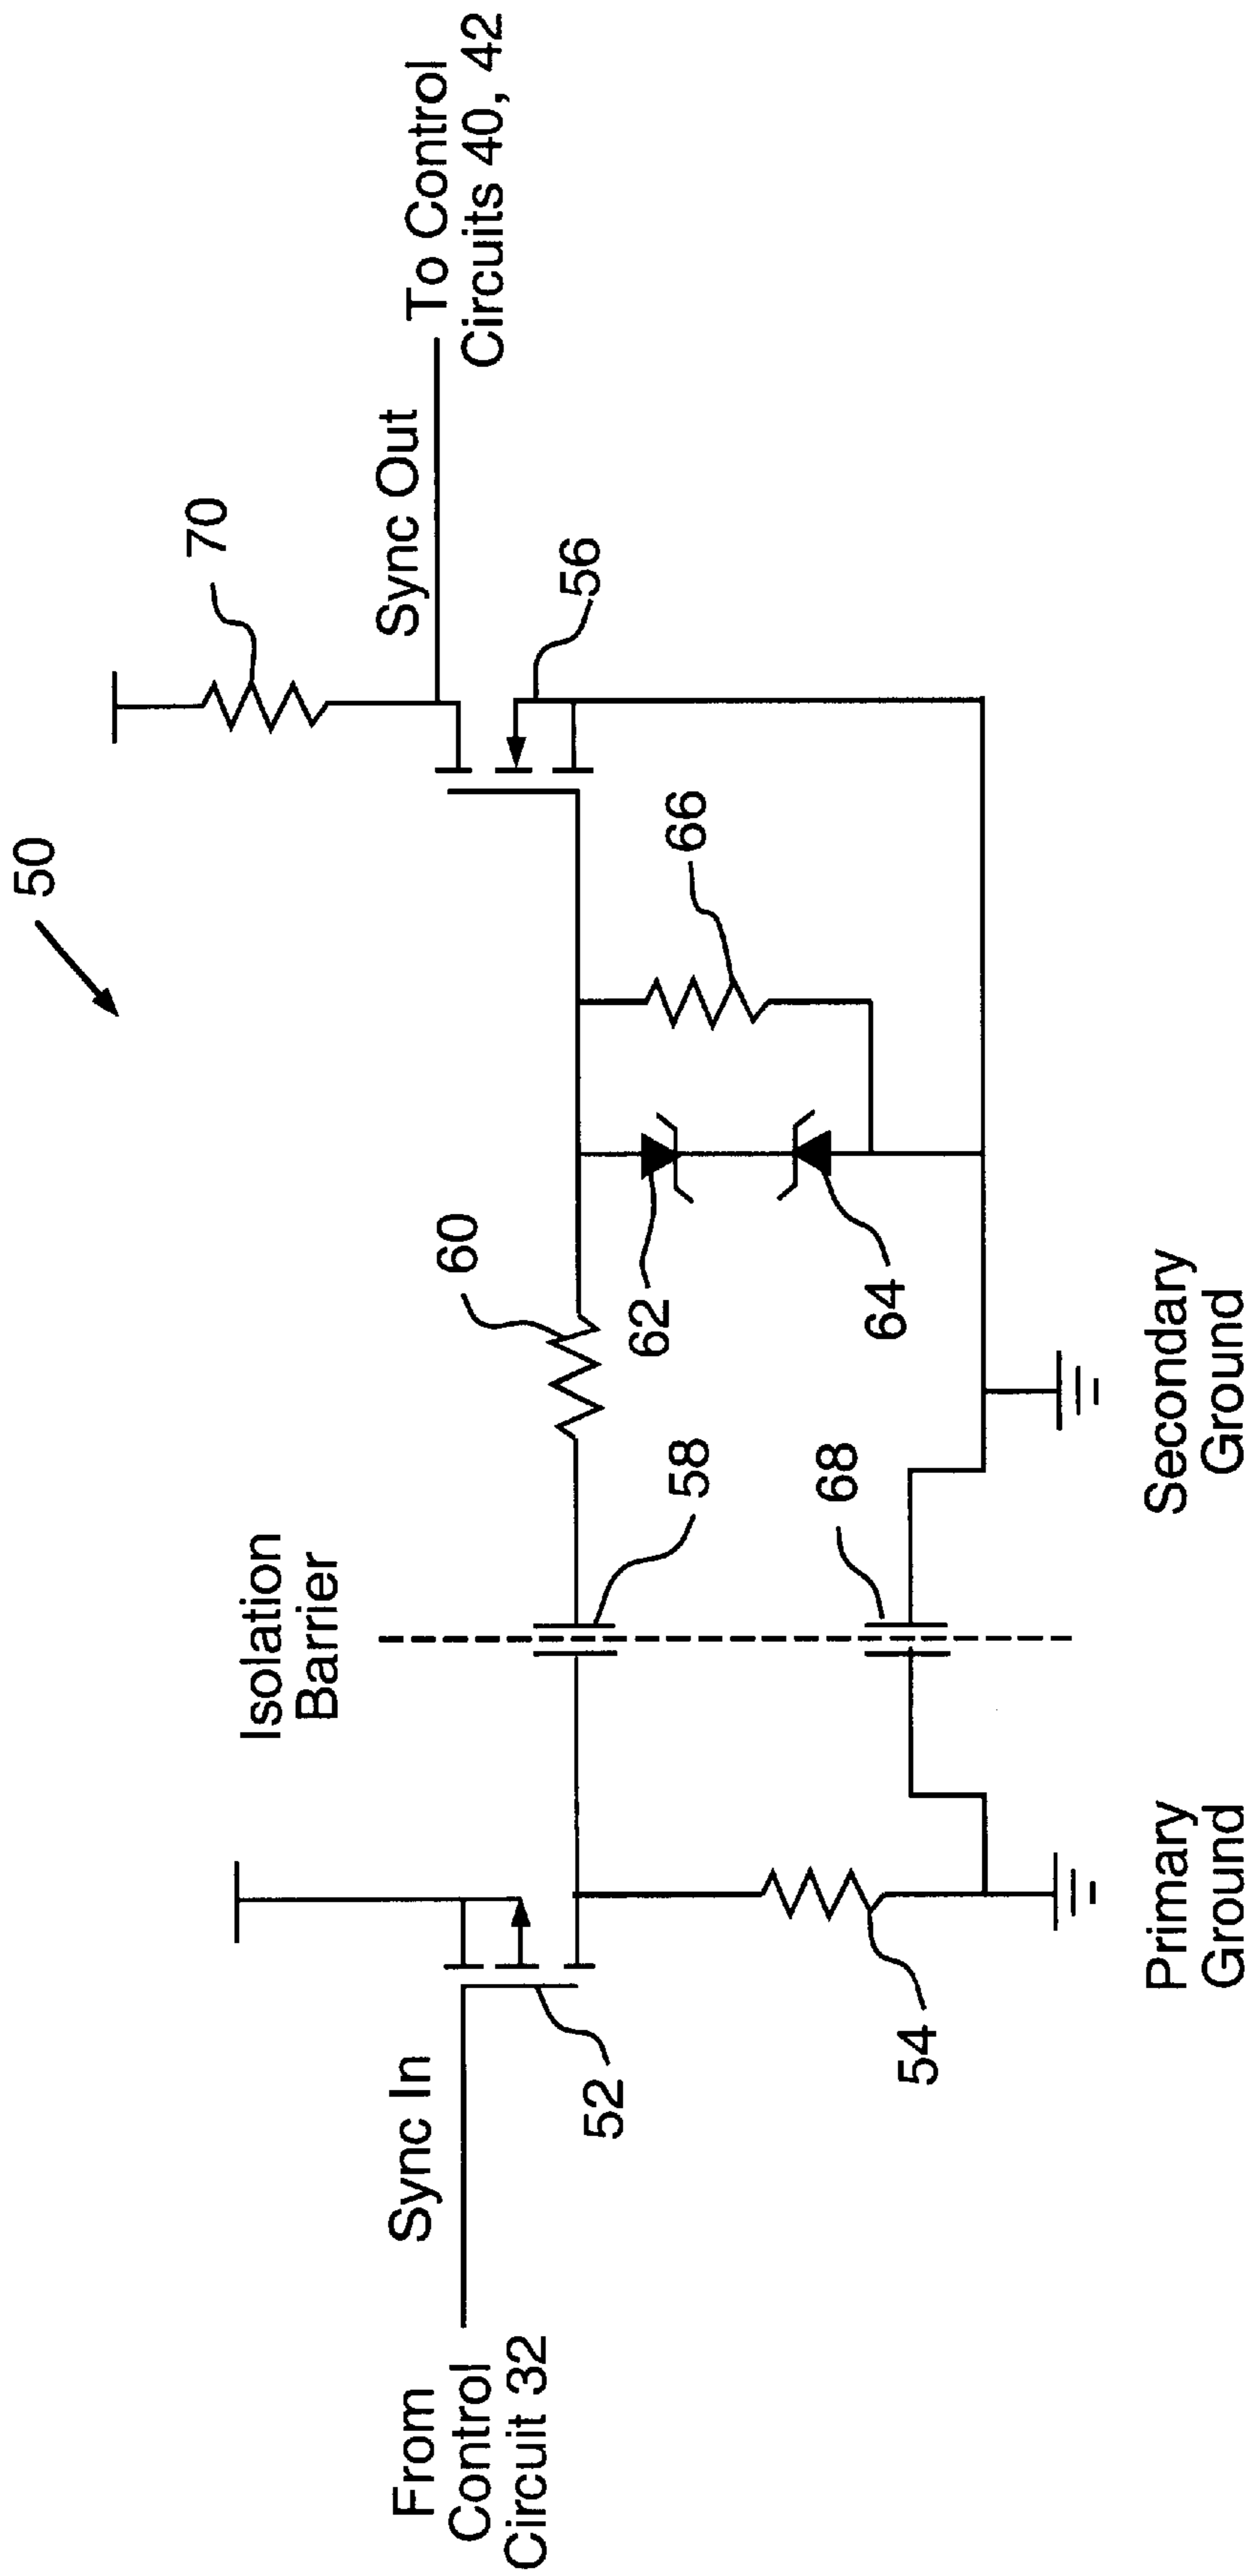 50
70
Sync Out
To Control
Circuits 40, 42
Isolation
Barrier
From
Control
Circuit 32
Sync In
52
54
58
60
62
64
66
68
56
Primary
Ground
Secondary
Ground